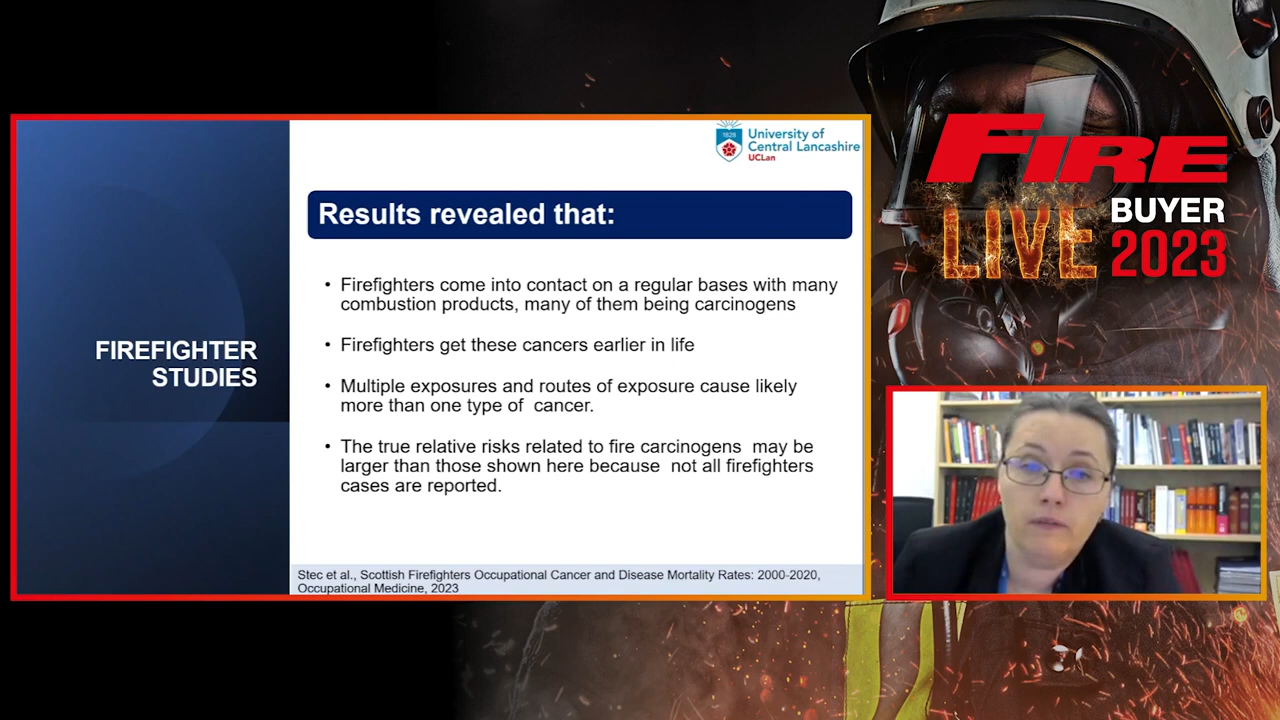 University of
Central Lancashire
UCLan
1828
Results revealed that:
FIREFIGHTER
STUDIES
• Firefighters come into contact on a regular bases with many
combustion products, many of them being carcinogens
• Firefighters get these cancers earlier in life
• Multiple exposures and routes of exposure cause likely
more than one type of cancer.
• The true relative risks related to fire carcinogens may be
larger than those shown here because not all firefighters
cases are reported.
Stec et al., Scottish Firefighters Occupational Cancer and Disease Mortality Rates: 2000-2020,
Occupational Medicine, 2023
FIRE
LIVE
BUYER
2023